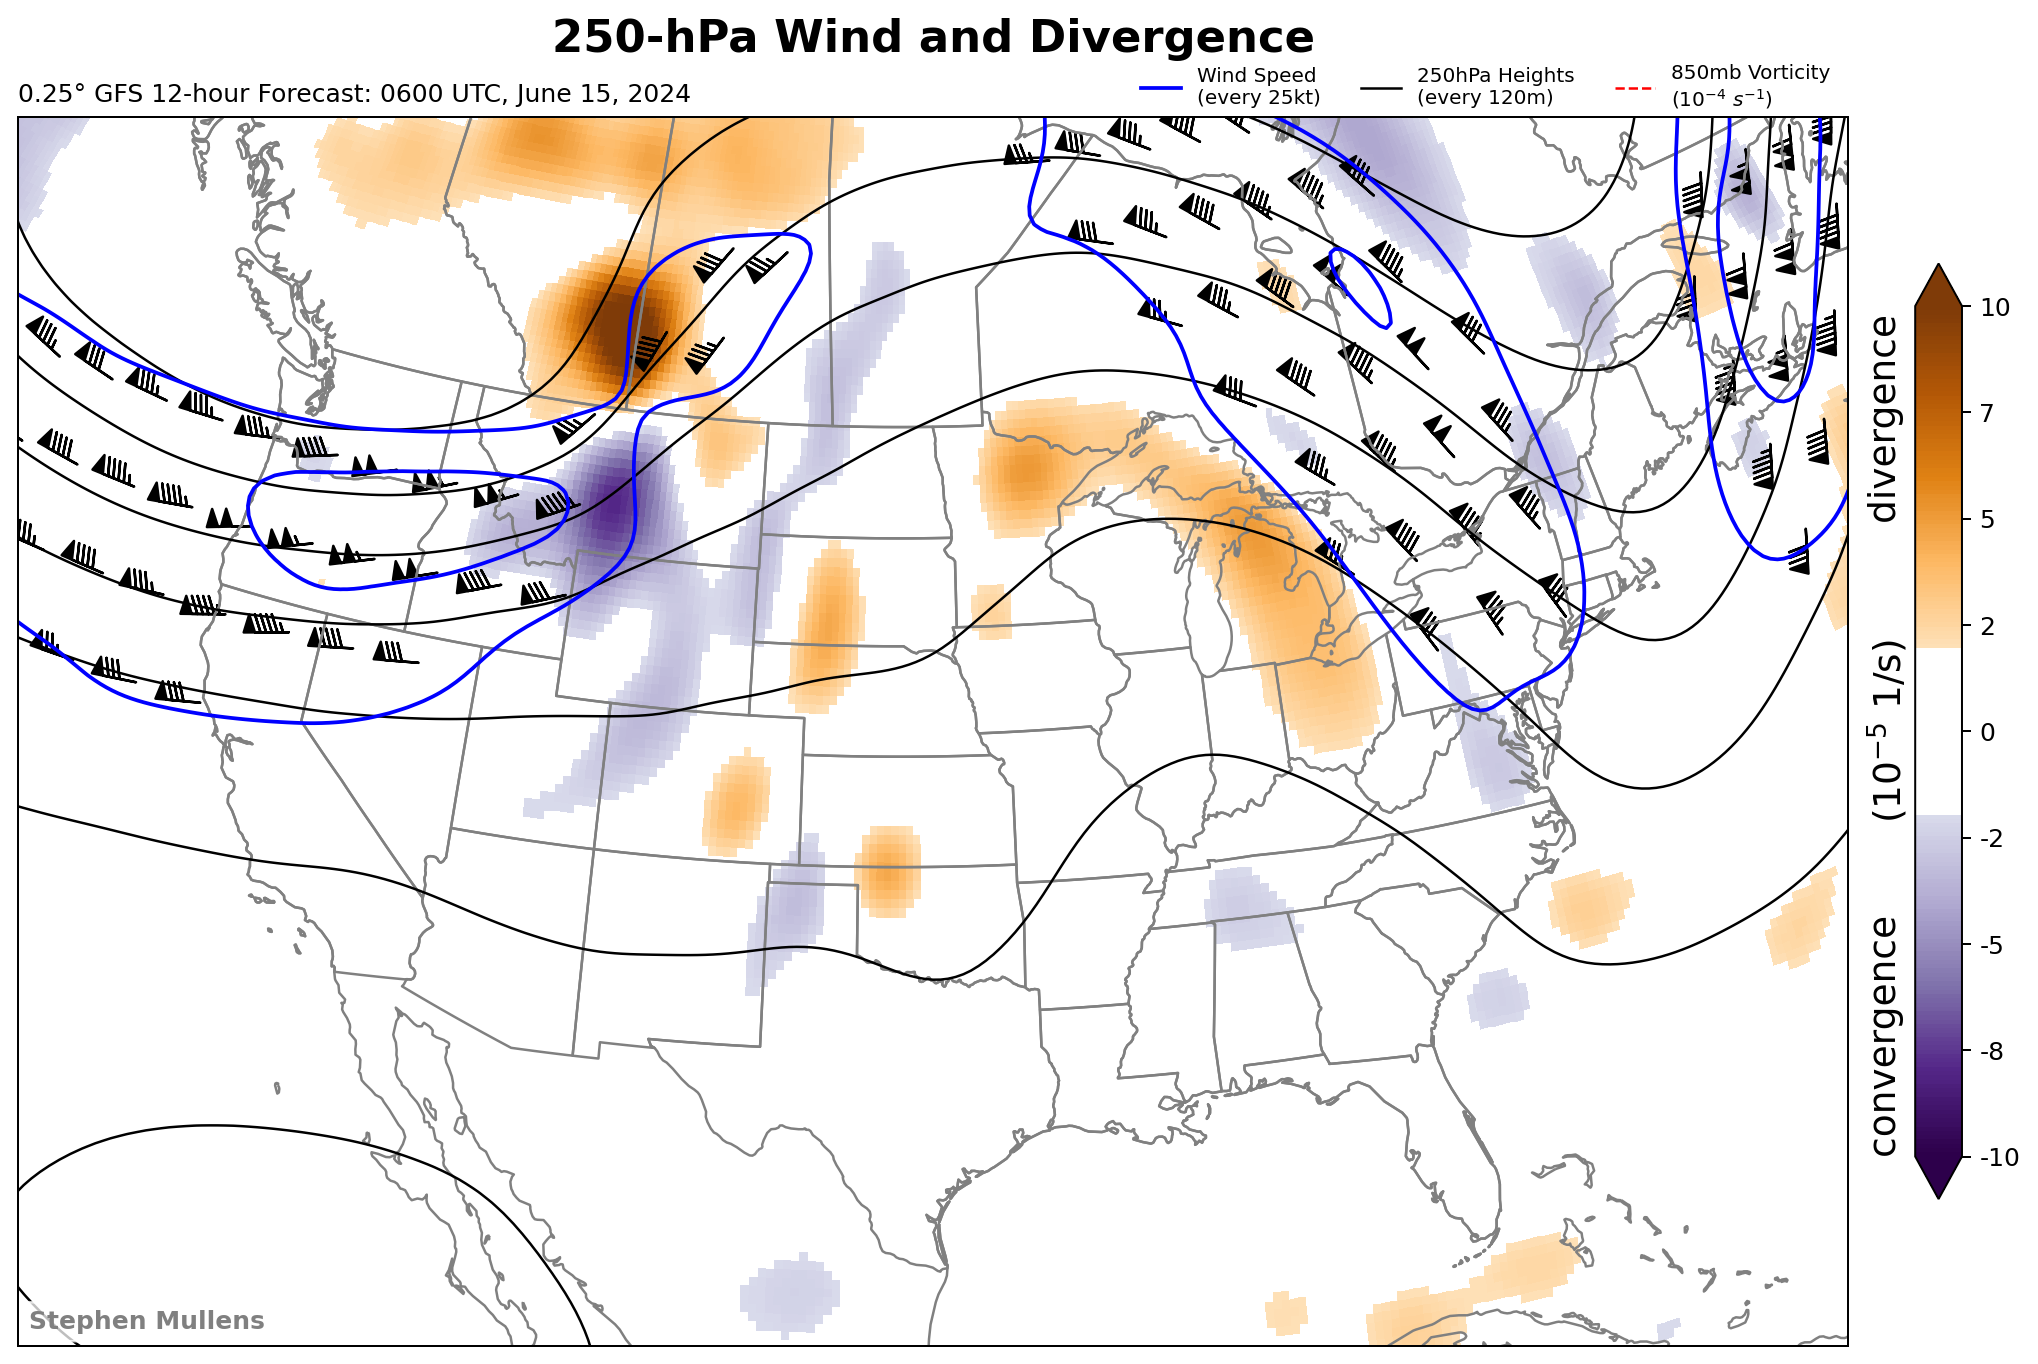 250-hPa Wind and Divergence
0.25° GFS 12-hour Forecast: 0600 UTC, June 15, 2024
Wind Speed
(every 25kt)
250hPa Heights
(every 120m)
850mb Vorticity
(10⁻⁴ s⁻¹)
10
7
5
2
0
-2
-5
-8
-10
convergence (10⁻⁵ 1/s) divergence
Stephen Mullens